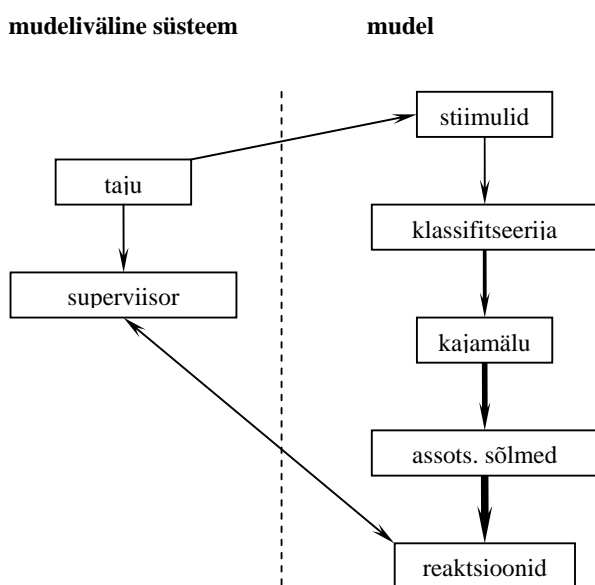 mudeliväline süsteem
mudel
stiimulid
taju
klassifitseerija
superviisor
kajamälu
assots. sõlmed
reaktsioonid